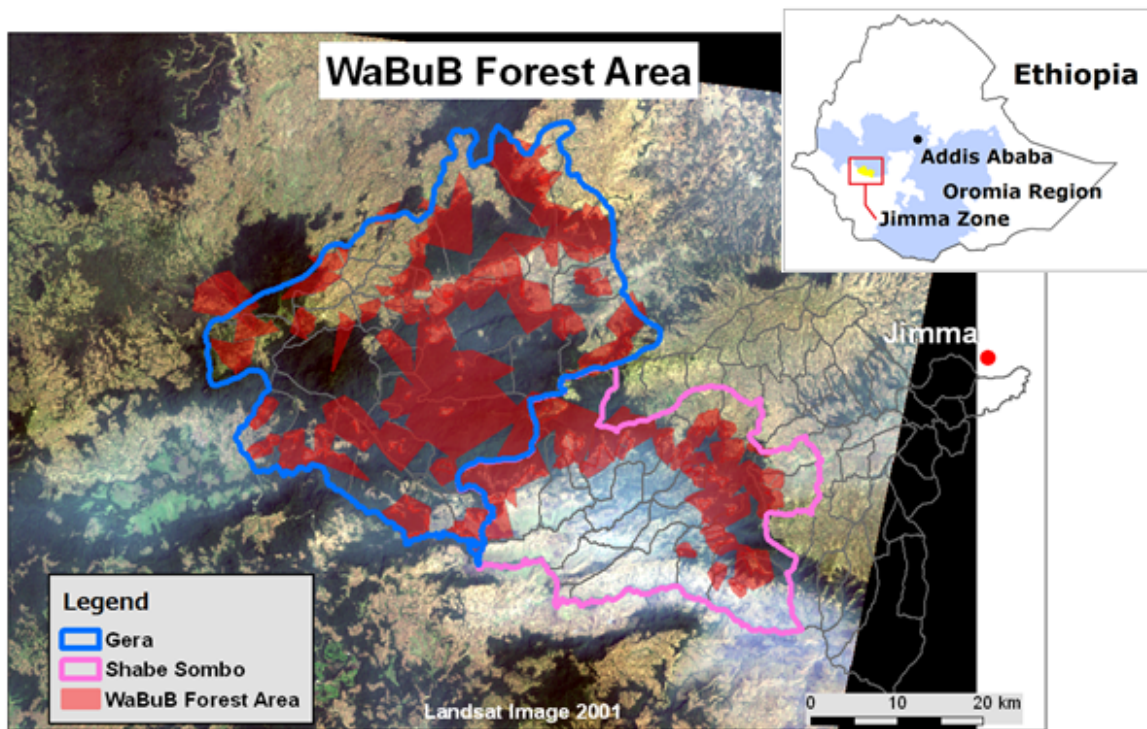 WaBuB Forest Area
Ethiopia
Addis Ababa
Oromia Region
Jimma Zone
Jimma
Legend
Gera
Shabe Sombo
WaBuB Forest Area
Landsat Image 2001
0 10 20 km